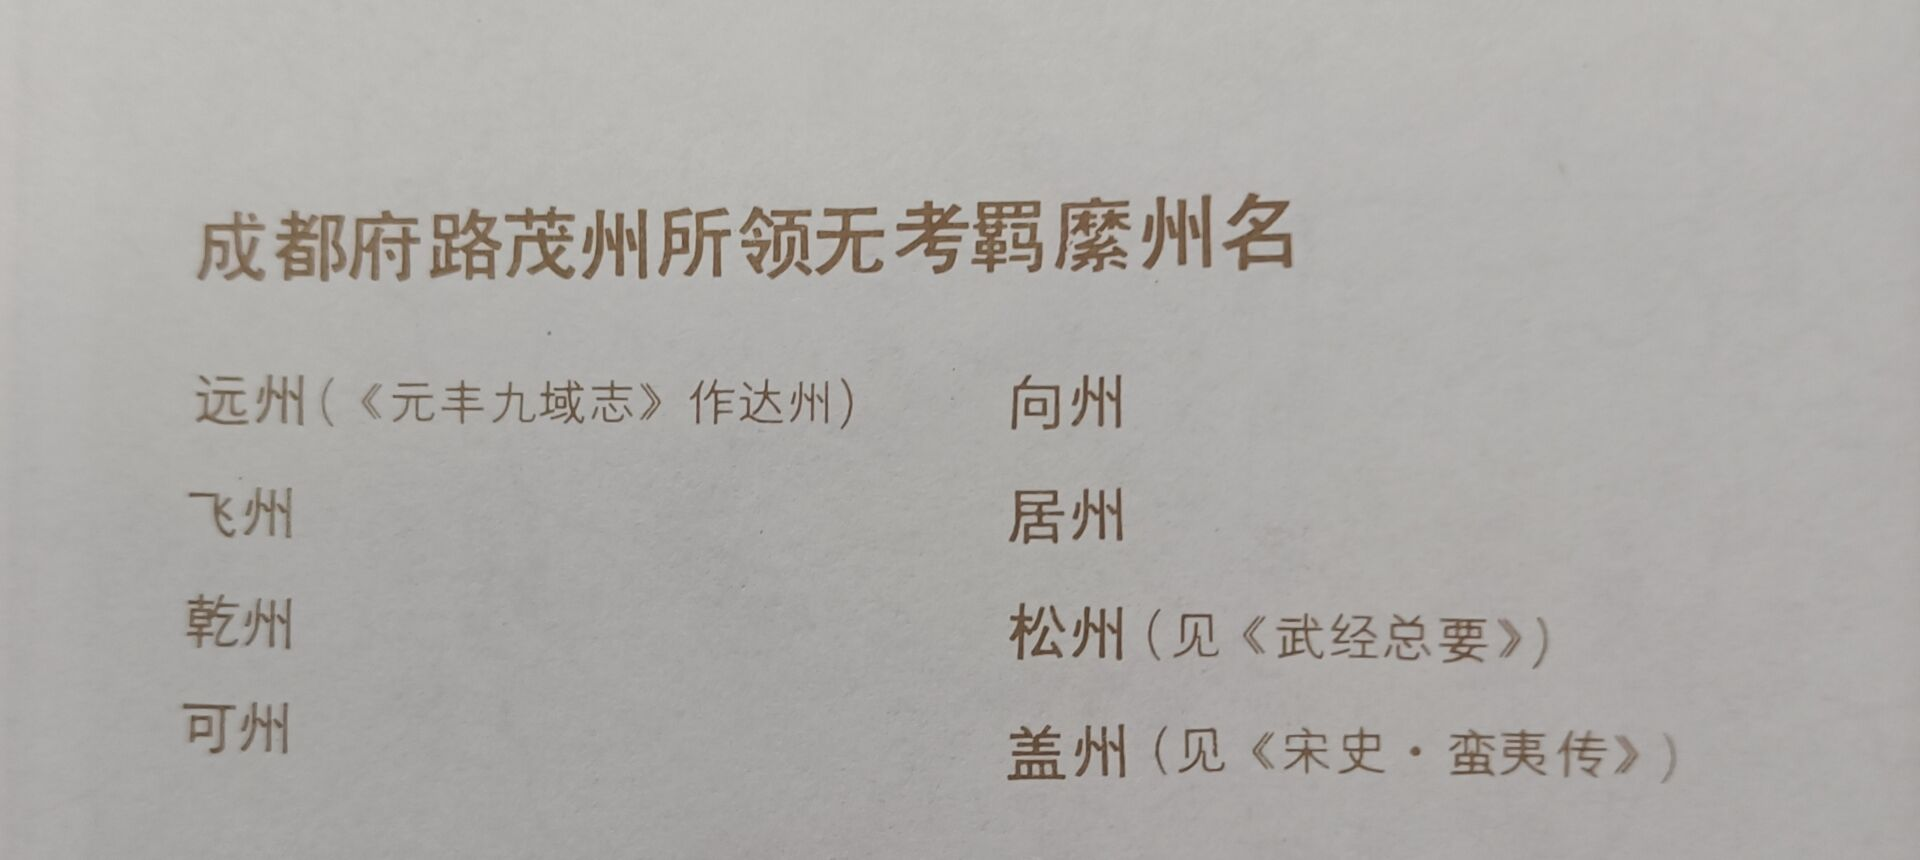 成都府路茂州所领无考羁縻州名
远州(《元丰九域志》作达州)
飞州
乾州
可州
向州
居州
松州(见《武经总要》)
盖州(见《宋史·蛮夷传》)